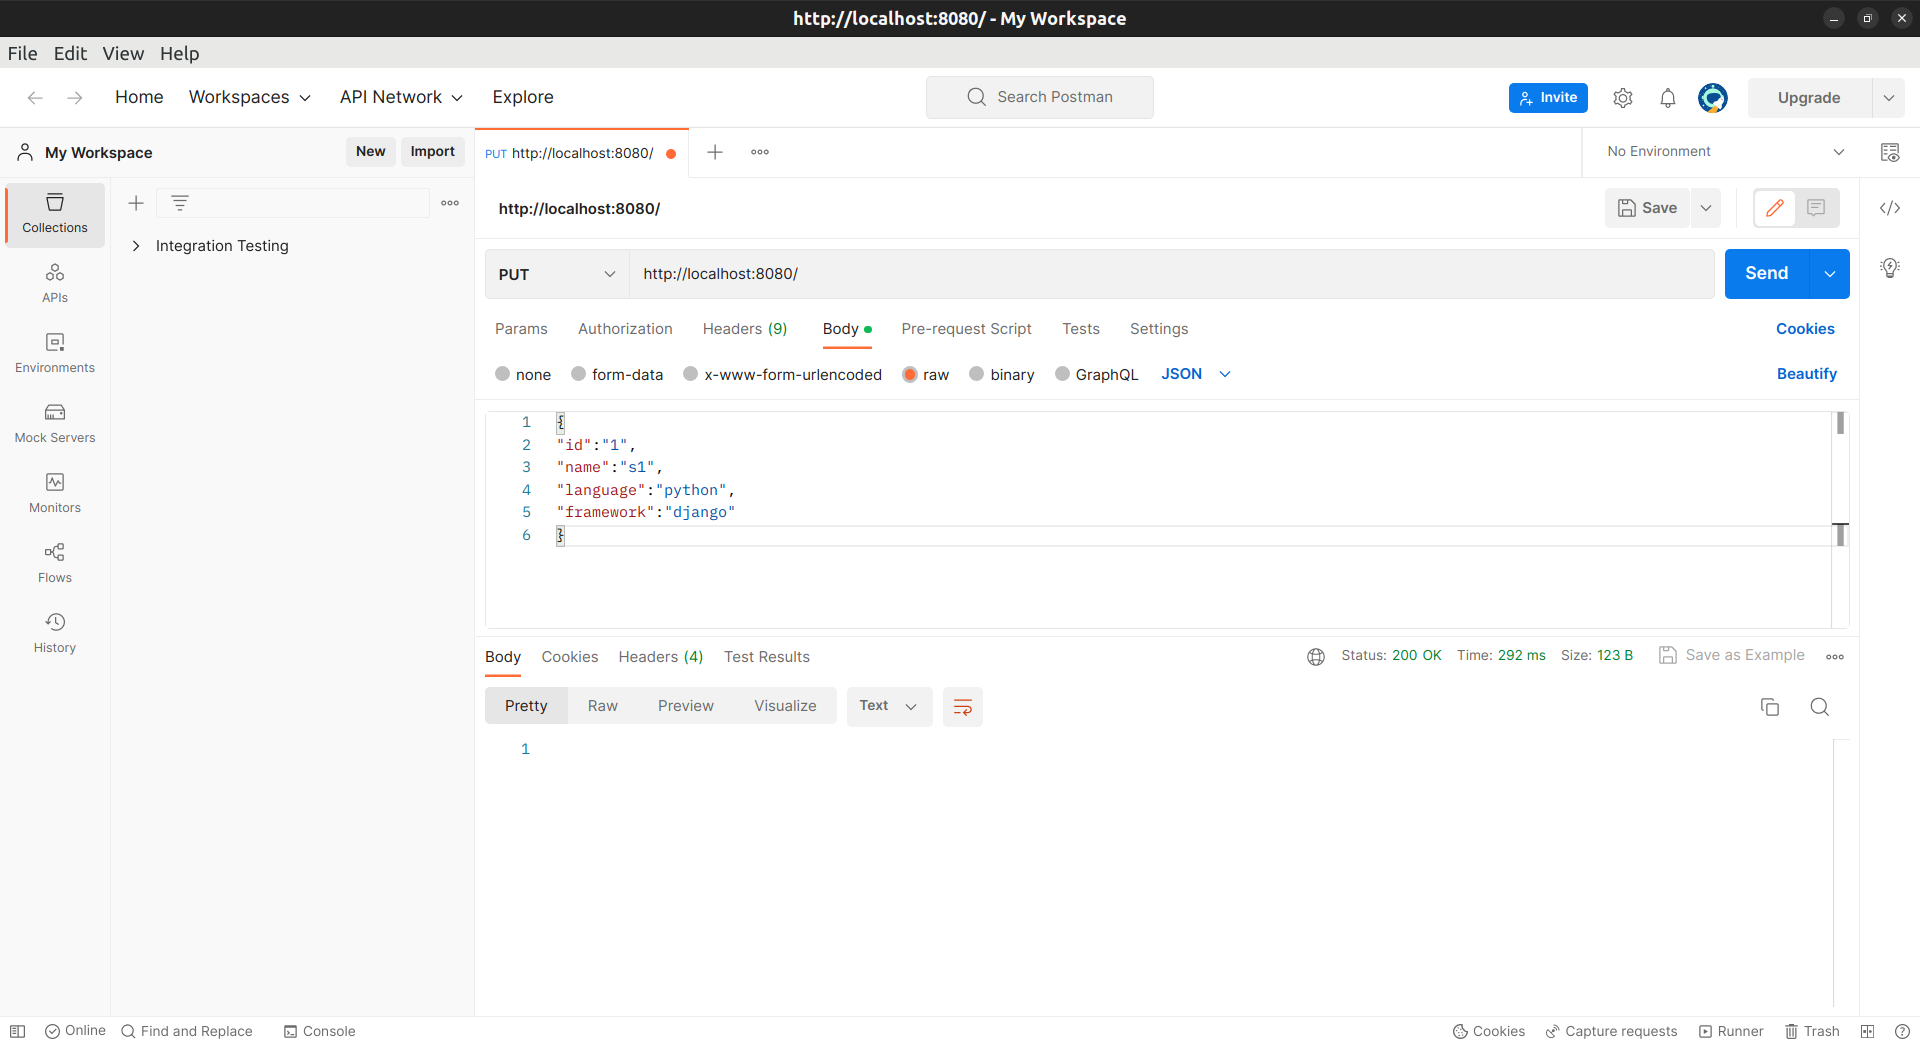 http://localhost:8080/ - My Workspace
File Edit View Help
Home Workspaces API Network Explore
Search Postman
Invite
Upgrade
My Workspace
New Import
PUT http://localhost:8080/
No Environment
Collections
APIs
Environments
Mock Servers
Monitors
Flows
History
Integration Testing
http://localhost:8080/
Save
PUT http://localhost:8080/
Send
Params Authorization Headers (9) Body Pre-request Script Tests Settings
Cookies
none form-data x-www-form-urlencoded raw binary GraphQL JSON
Beautify
1 {
2 "id":"1",
3 "name":"s1",
4 "language":"python",
5 "framework":"django"
6 }
Body Cookies Headers (4) Test Results
Status: 200 OK Time: 292 ms Size: 123 B
Save as Example
Pretty Raw Preview Visualize Text
1
Online Find and Replace Console
Cookies Capture requests Runner Trash